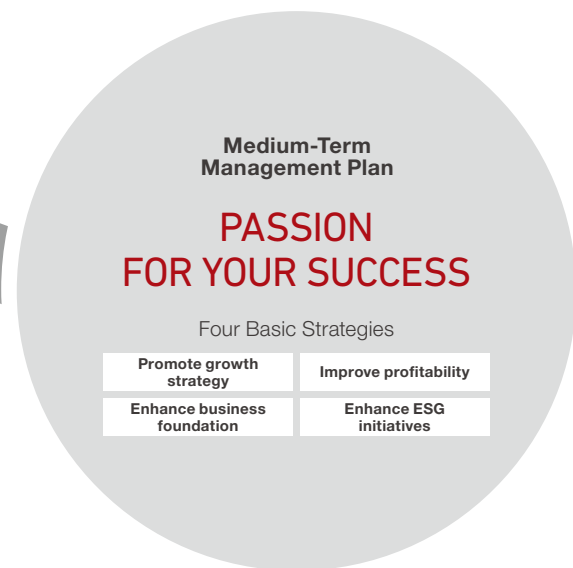 Medium-Term
Management Plan
PASSION
FOR YOUR SUCCESS
Four Basic Strategies
Promote growth
strategy
Improve profitability
Enhance business
foundation
Enhance ESG
initiatives